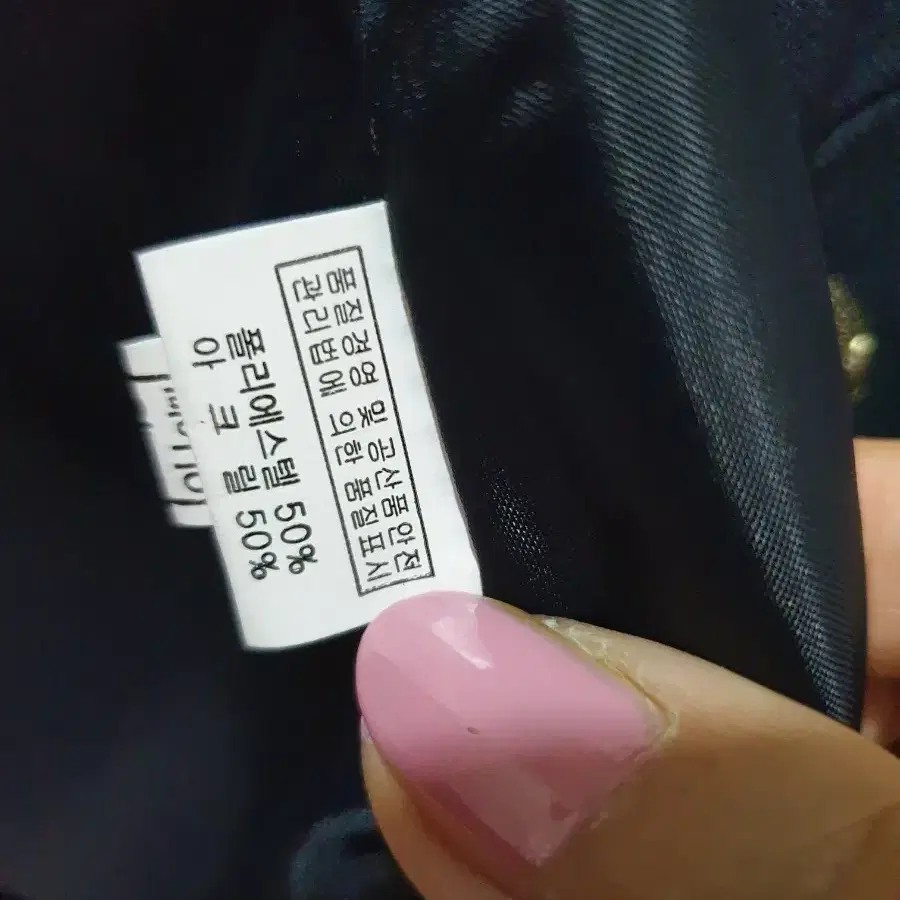 품질경영 및 공산품안전
관리법에 의한 품질표시
폴리에스텔 50%
아 크 릴 50%